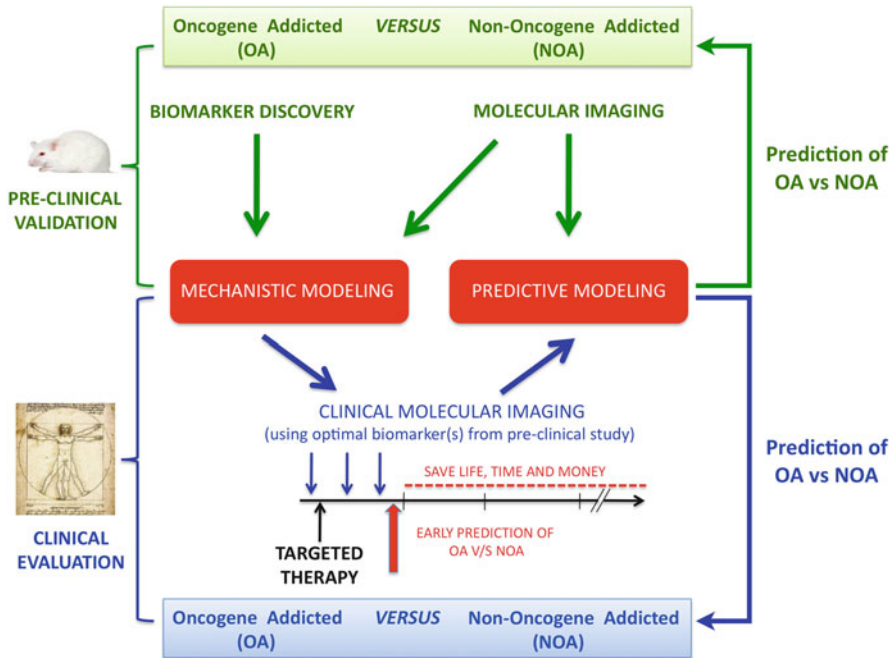 Oncogene Addicted VERSUS Non-Oncogene Addicted
(OA) (NOA)
BIOMARKER DISCOVERY MOLECULAR IMAGING
PRE-CLINICAL
VALIDATION
Prediction of
OA vs NOA
MECHANISTIC MODELING PREDICTIVE MODELING
CLINICAL MOLECULAR IMAGING
(using optimal biomarker(s) from pre-clinical study)
SAVE LIFE, TIME AND MONEY
EARLY PREDICTION OF
OA V/S NOA
TARGETED
THERAPY
CLINICAL
EVALUATION
Prediction of
OA vs NOA
Oncogene Addicted VERSUS Non-Oncogene Addicted
(OA) (NOA)